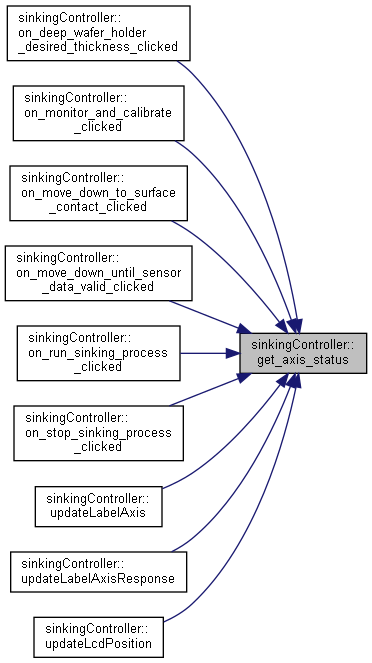 sinkingController::
on_deep_wafer_holder
_desired_thickness_clicked
sinkingController::
on_monitor_and_calibrate
_clicked
sinkingController::
on_move_down_to_surface
_contact_clicked
sinkingController::
on_move_down_until_sensor
_data_valid_clicked
sinkingController::
get_axis_status
sinkingController::
on_run_sinking_process
_clicked
sinkingController::
on_stop_sinking_process
_clicked
sinkingController::
updateLabelAxis
sinkingController::
updateLabelAxisResponse
sinkingController::
updateLcdPosition